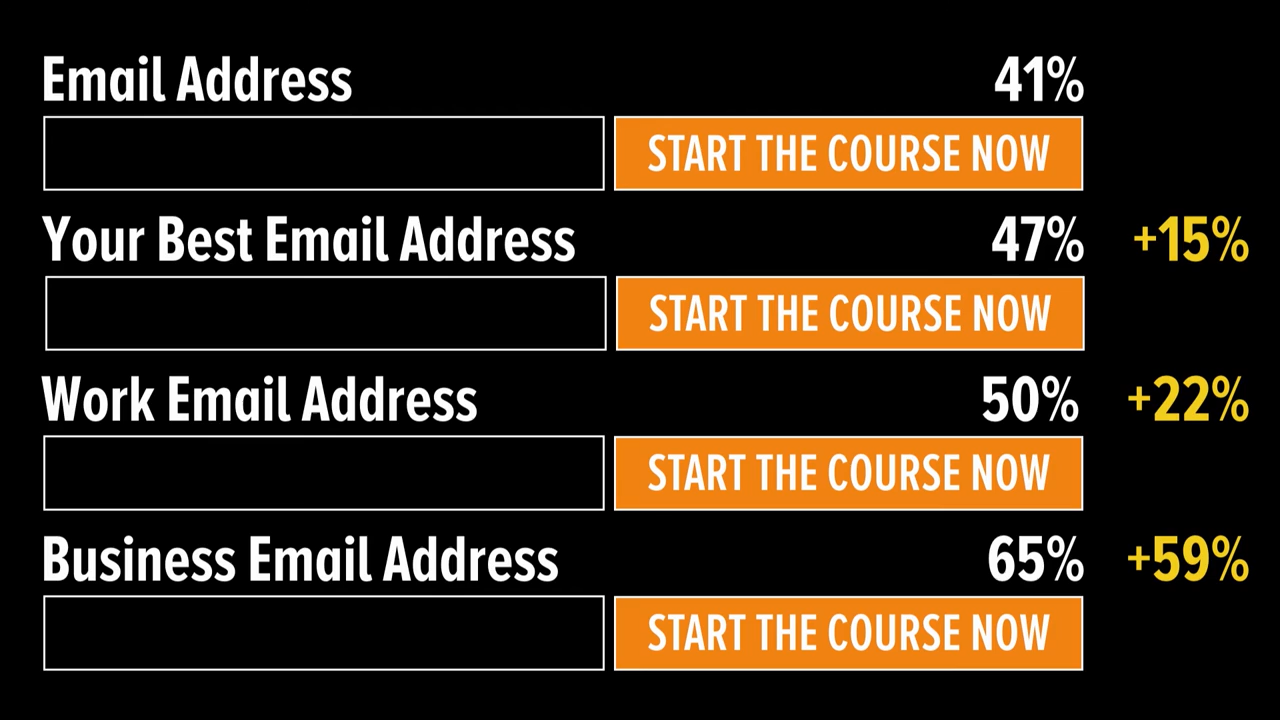 Email Address 41%
START THE COURSE NOW
Your Best Email Address 47% +15%
START THE COURSE NOW
Work Email Address 50% +22%
START THE COURSE NOW
Business Email Address 65% +59%
START THE COURSE NOW